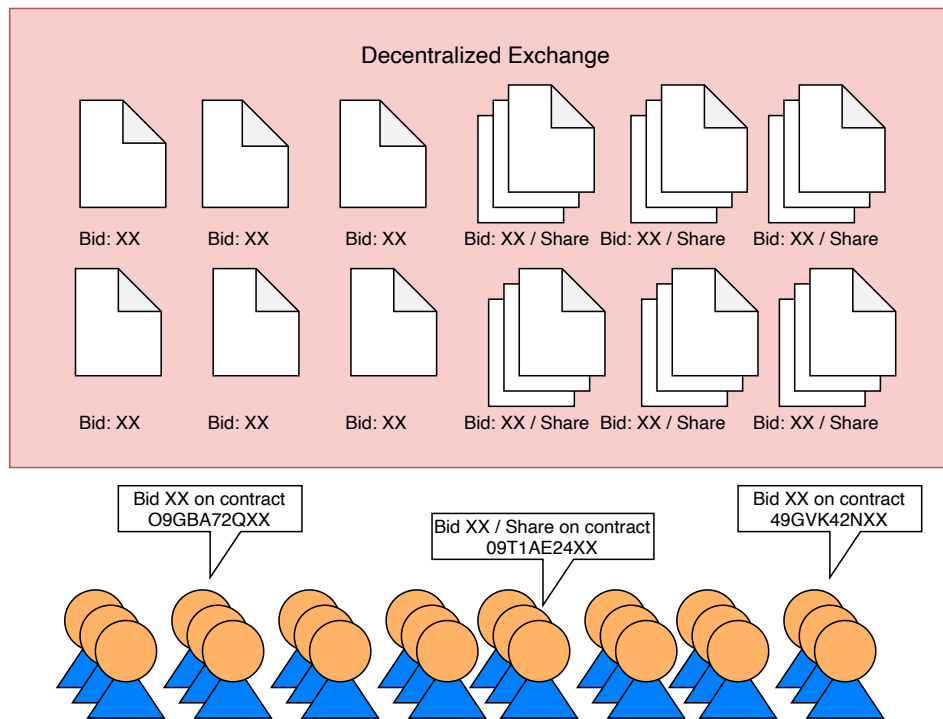 Decentralized Exchange
Bid: XX
Bid: XX
Bid: XX
Bid: XX / Share
Bid: XX / Share
Bid: XX / Share
Bid: XX
Bid: XX
Bid: XX
Bid: XX / Share
Bid: XX / Share
Bid: XX / Share
Bid XX on contract
O9GBA72QXX
Bid XX / Share on contract
09T1AE24XX
Bid XX on contract
49GVK42NXX